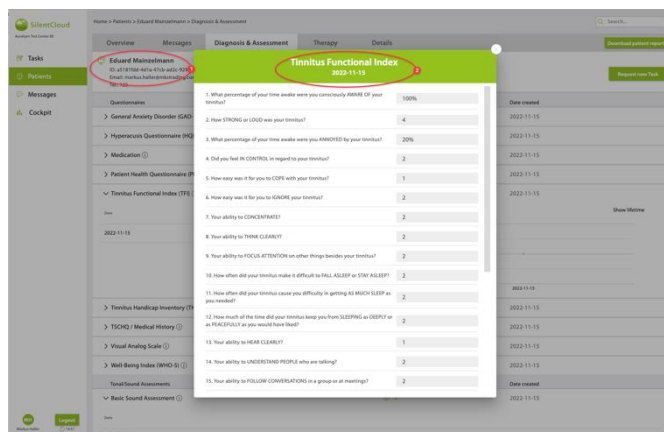 SilentCloud
Home > Patients > Eduard Mainzelmann > Diagnosis & Assessment
Search...
Overview Messages Diagnosis & Assessment Therapy Details
Download patient report
Tasks
Patients
Messages
Cockpit
Eduard Mainzelmann
1
Request new Task
Tinnitus Functional Index
2022-11-15
2
Questionnaires
Date created
General Anxiety Disorder (GAD-
2022-11-15
Hyperacusis Questionnaire (HQ)
2022-11-15
Medication
2022-11-15
Patient Health Questionnaire (P
2022-11-15
Tinnitus Functional Index (TFI)
2022-11-15
Date
Show lifetime
2022-11-15
2022-11-15
Tinnitus Handicap Inventory (T
2022-11-15
TSCHQ / Medical History
2022-11-15
Visual Analog Scale
2022-11-15
Well-Being Index (WHO-5)
2022-11-15
Tonal/Sound Assessments
Date created
Basic Sound Assessment
2022-11-15
Date
Logout
1. What percentage of your time awake were you consciously AWARE OF your
tinnitus?
100%
2. How STRONG or LOUD was your tinnitus?
4
3. What percentage of your time awake were you ANNOYED by your tinnitus?
20%
4. Did you feel IN CONTROL in regard to your tinnitus?
2
5. How easy was it for you to COPE with your tinnitus?
1
6. How easy was it for you to IGNORE your tinnitus?
2
7. Your ability to CONCENTRATE?
2
8. Your ability to THINK CLEARLY?
2
9. Your ability to FOCUS ATTENTION on other things besides your tinnitus?
2
10. How often did your tinnitus make it difficult to FALL ASLEEP or STAY ASLEEP?
2
11. How often did your tinnitus cause you difficulty in getting AS MUCH SLEEP as
you needed?
2
12. How much of the time did your tinnitus keep you from SLEEPING as DEEPLY or
as PEACEFULLY as you would have liked?
2
13. Your ability to HEAR CLEARLY?
1
14. Your ability to UNDERSTAND PEOPLE who are talking?
2
15. Your ability to FOLLOW CONVERSATIONS in a group or at meetings?
2